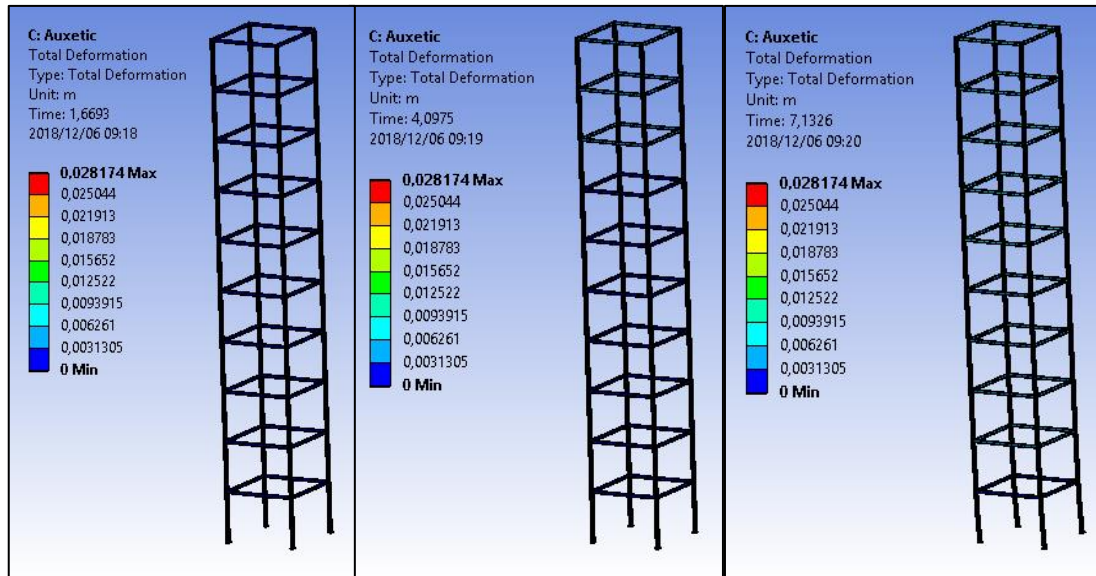 C: Auxetic
Total Deformation
Type: Total Deformation
Unit: m
Time: 1,6693
2018/12/06 09:18
0,028174 Max
0,025044
0,021913
0,018783
0,015652
0,012522
0,0093915
0,006261
0,0031305
0 Min
C: Auxetic
Total Deformation
Type: Total Deformation
Unit: m
Time: 4,0975
2018/12/06 09:19
0,028174 Max
0,025044
0,021913
0,018783
0,015652
0,012522
0,0093915
0,006261
0,0031305
0 Min
C: Auxetic
Total Deformation
Type: Total Deformation
Unit: m
Time: 7,1326
2018/12/06 09:20
0,028174 Max
0,025044
0,021913
0,018783
0,015652
0,012522
0,0093915
0,006261
0,0031305
0 Min